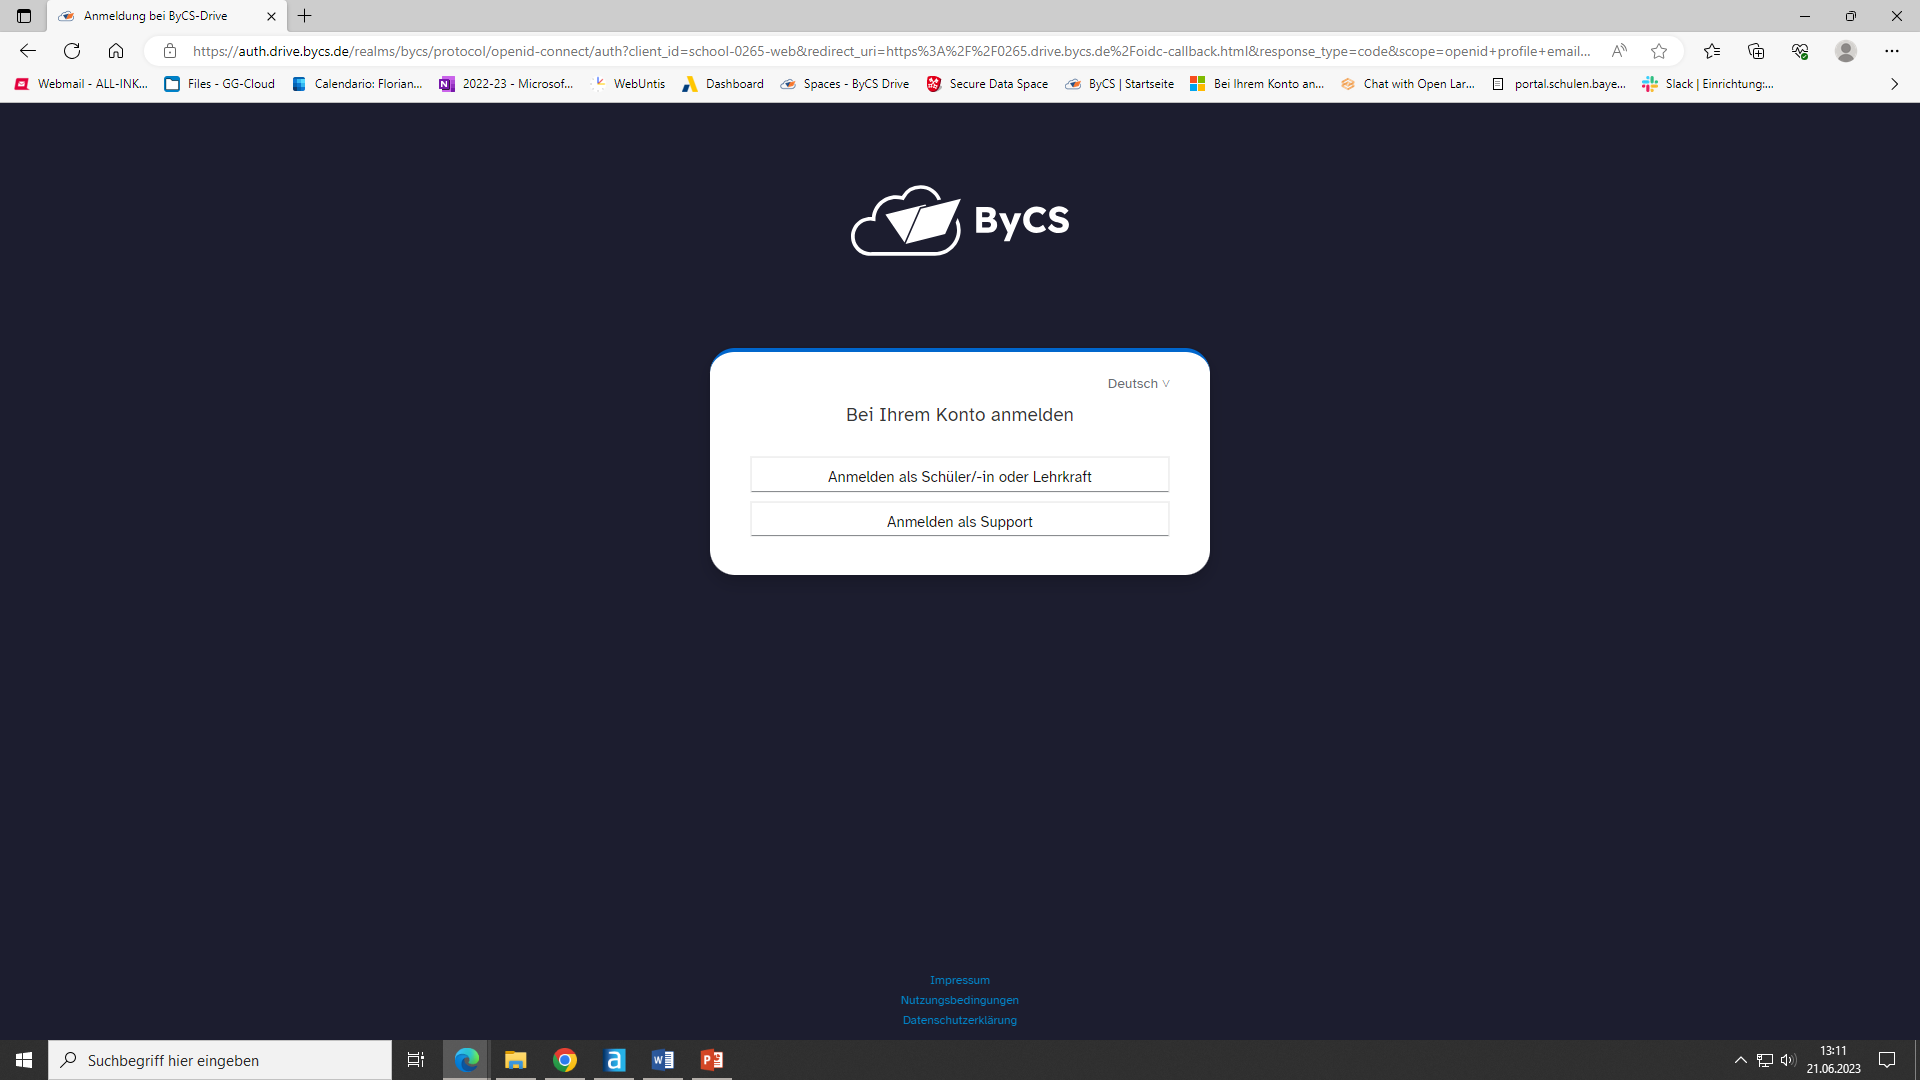 Anmeldung bei ByCS-Drive
https://auth.drive.bycs.de/realms/bycs/protocol/openid-connect/auth?client_id=school-0265-web&redirect_uri=https%3A%2F%2F0265.drive.bycs.de%2Foidc-callback.html&response_type=code&scope=openid+profile+email...
Webmail - ALL-INK... Files - GG-Cloud Calendario: Florian... 2022-23 - Microsof... WebUntis Dashboard Spaces - ByCS Drive Secure Data Space ByCS | Startseite Bei Ihrem Konto an... Chat with Open Lar... portal.schulen.baye... Slack | Einrichtung:...
ByCS
Deutsch
Bei Ihrem Konto anmelden
Anmelden als Schüler/-in oder Lehrkraft
Anmelden als Support
Impressum
Nutzungsbedingungen
Datenschutzerklärung
Suchbegriff hier eingeben
13:11
21.06.2023